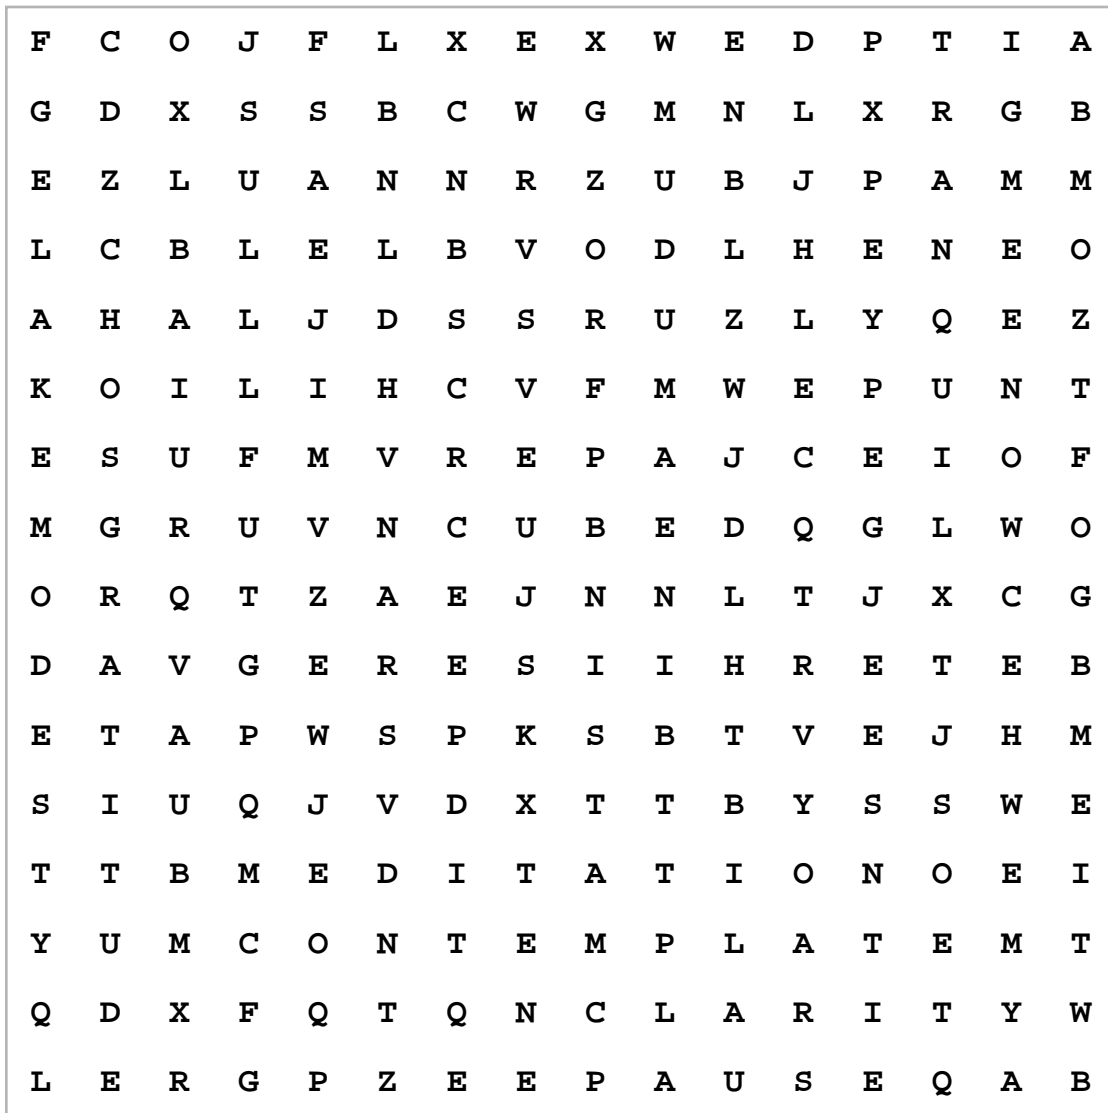 F C O J F L X E X W E D P T I A
G D X S S B C W G M N L X R G B
E Z L U A N N R Z U B J P A M M
L C B L E L B V O D L H E N E O
A H A L J D S S R U Z L Y Q E Z
K O I L I H C V F M W E P U N T
E S U F M V R E P A J C E I O F
M G R U V N C U B E D Q G L W O
O R Q T Z A E J N N L T J X C G
D A V G E R E S I I H R E T E B
E T A P W S P K S B T V E J H M
S I U Q J V D X T T B Y S S W E
T T B M E D I T A T I O N O E I
Y U M C O N T E M P L A T E M T
Q D X F Q T Q N C L A R I T Y W
L E R G P Z E E P A U S E Q A B